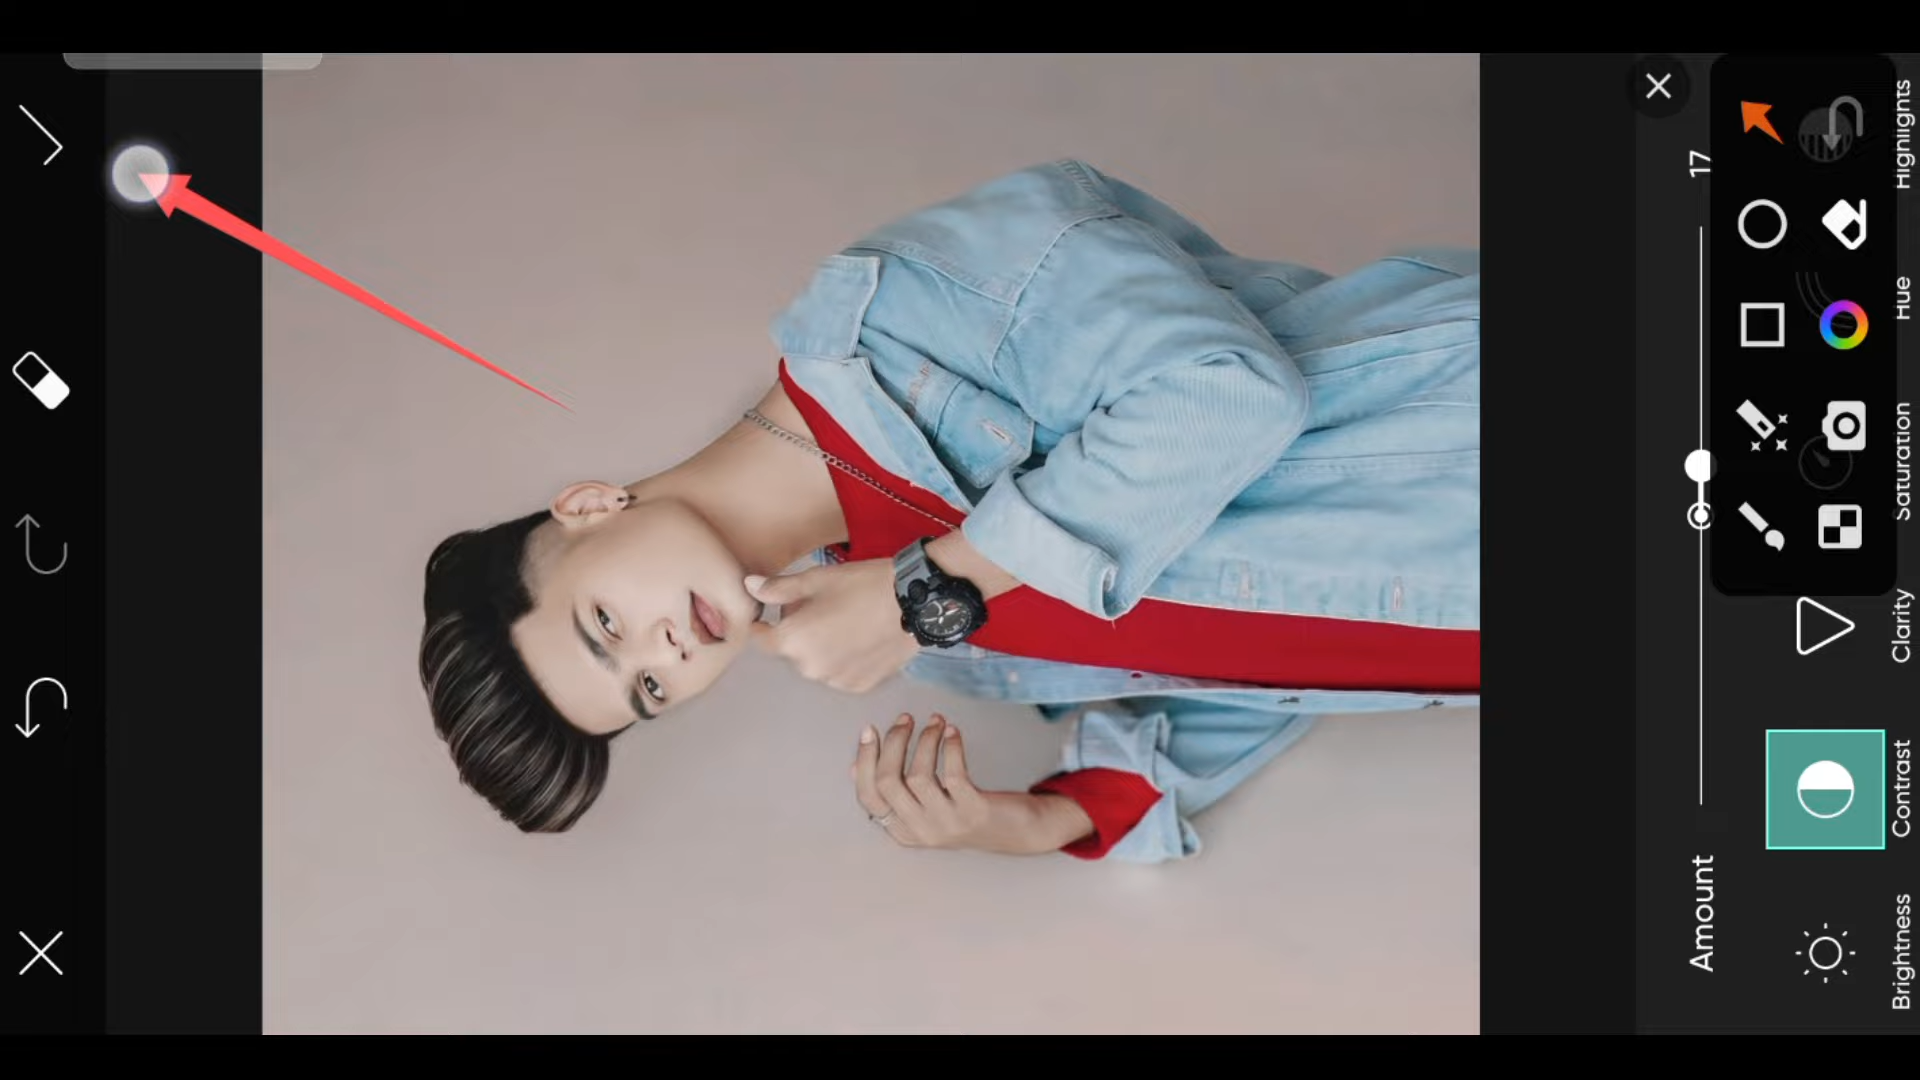 Amount
17
Brightness
Contrast
Clarity
Saturation
Hue
Highlights